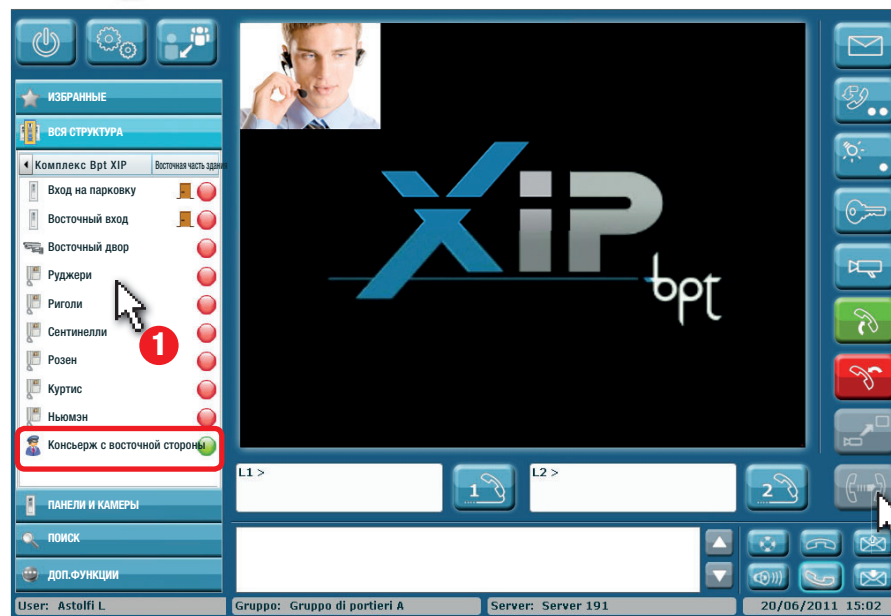 ИЗБРАННЫЕ
ВСЯ СТРУКТУРА
Комплекс Bpt XIP Восточная часть здания
Вход на парковку
Восточный вход
Восточный двор
Руджери
Риголи
Сентинелли
Розен
Куртис
Ньюмэн
Консьерж с восточной стороны
ПАНЕЛИ И КАМЕРЫ
ПОИСК
ДОП.ФУНКЦИИ
1
XiP
bpt
L1 >
1
L2 >
2
User: Astolfi L
Gruppo: Gruppo di portieri A
Server: Server 191
20/06/2011 15:02